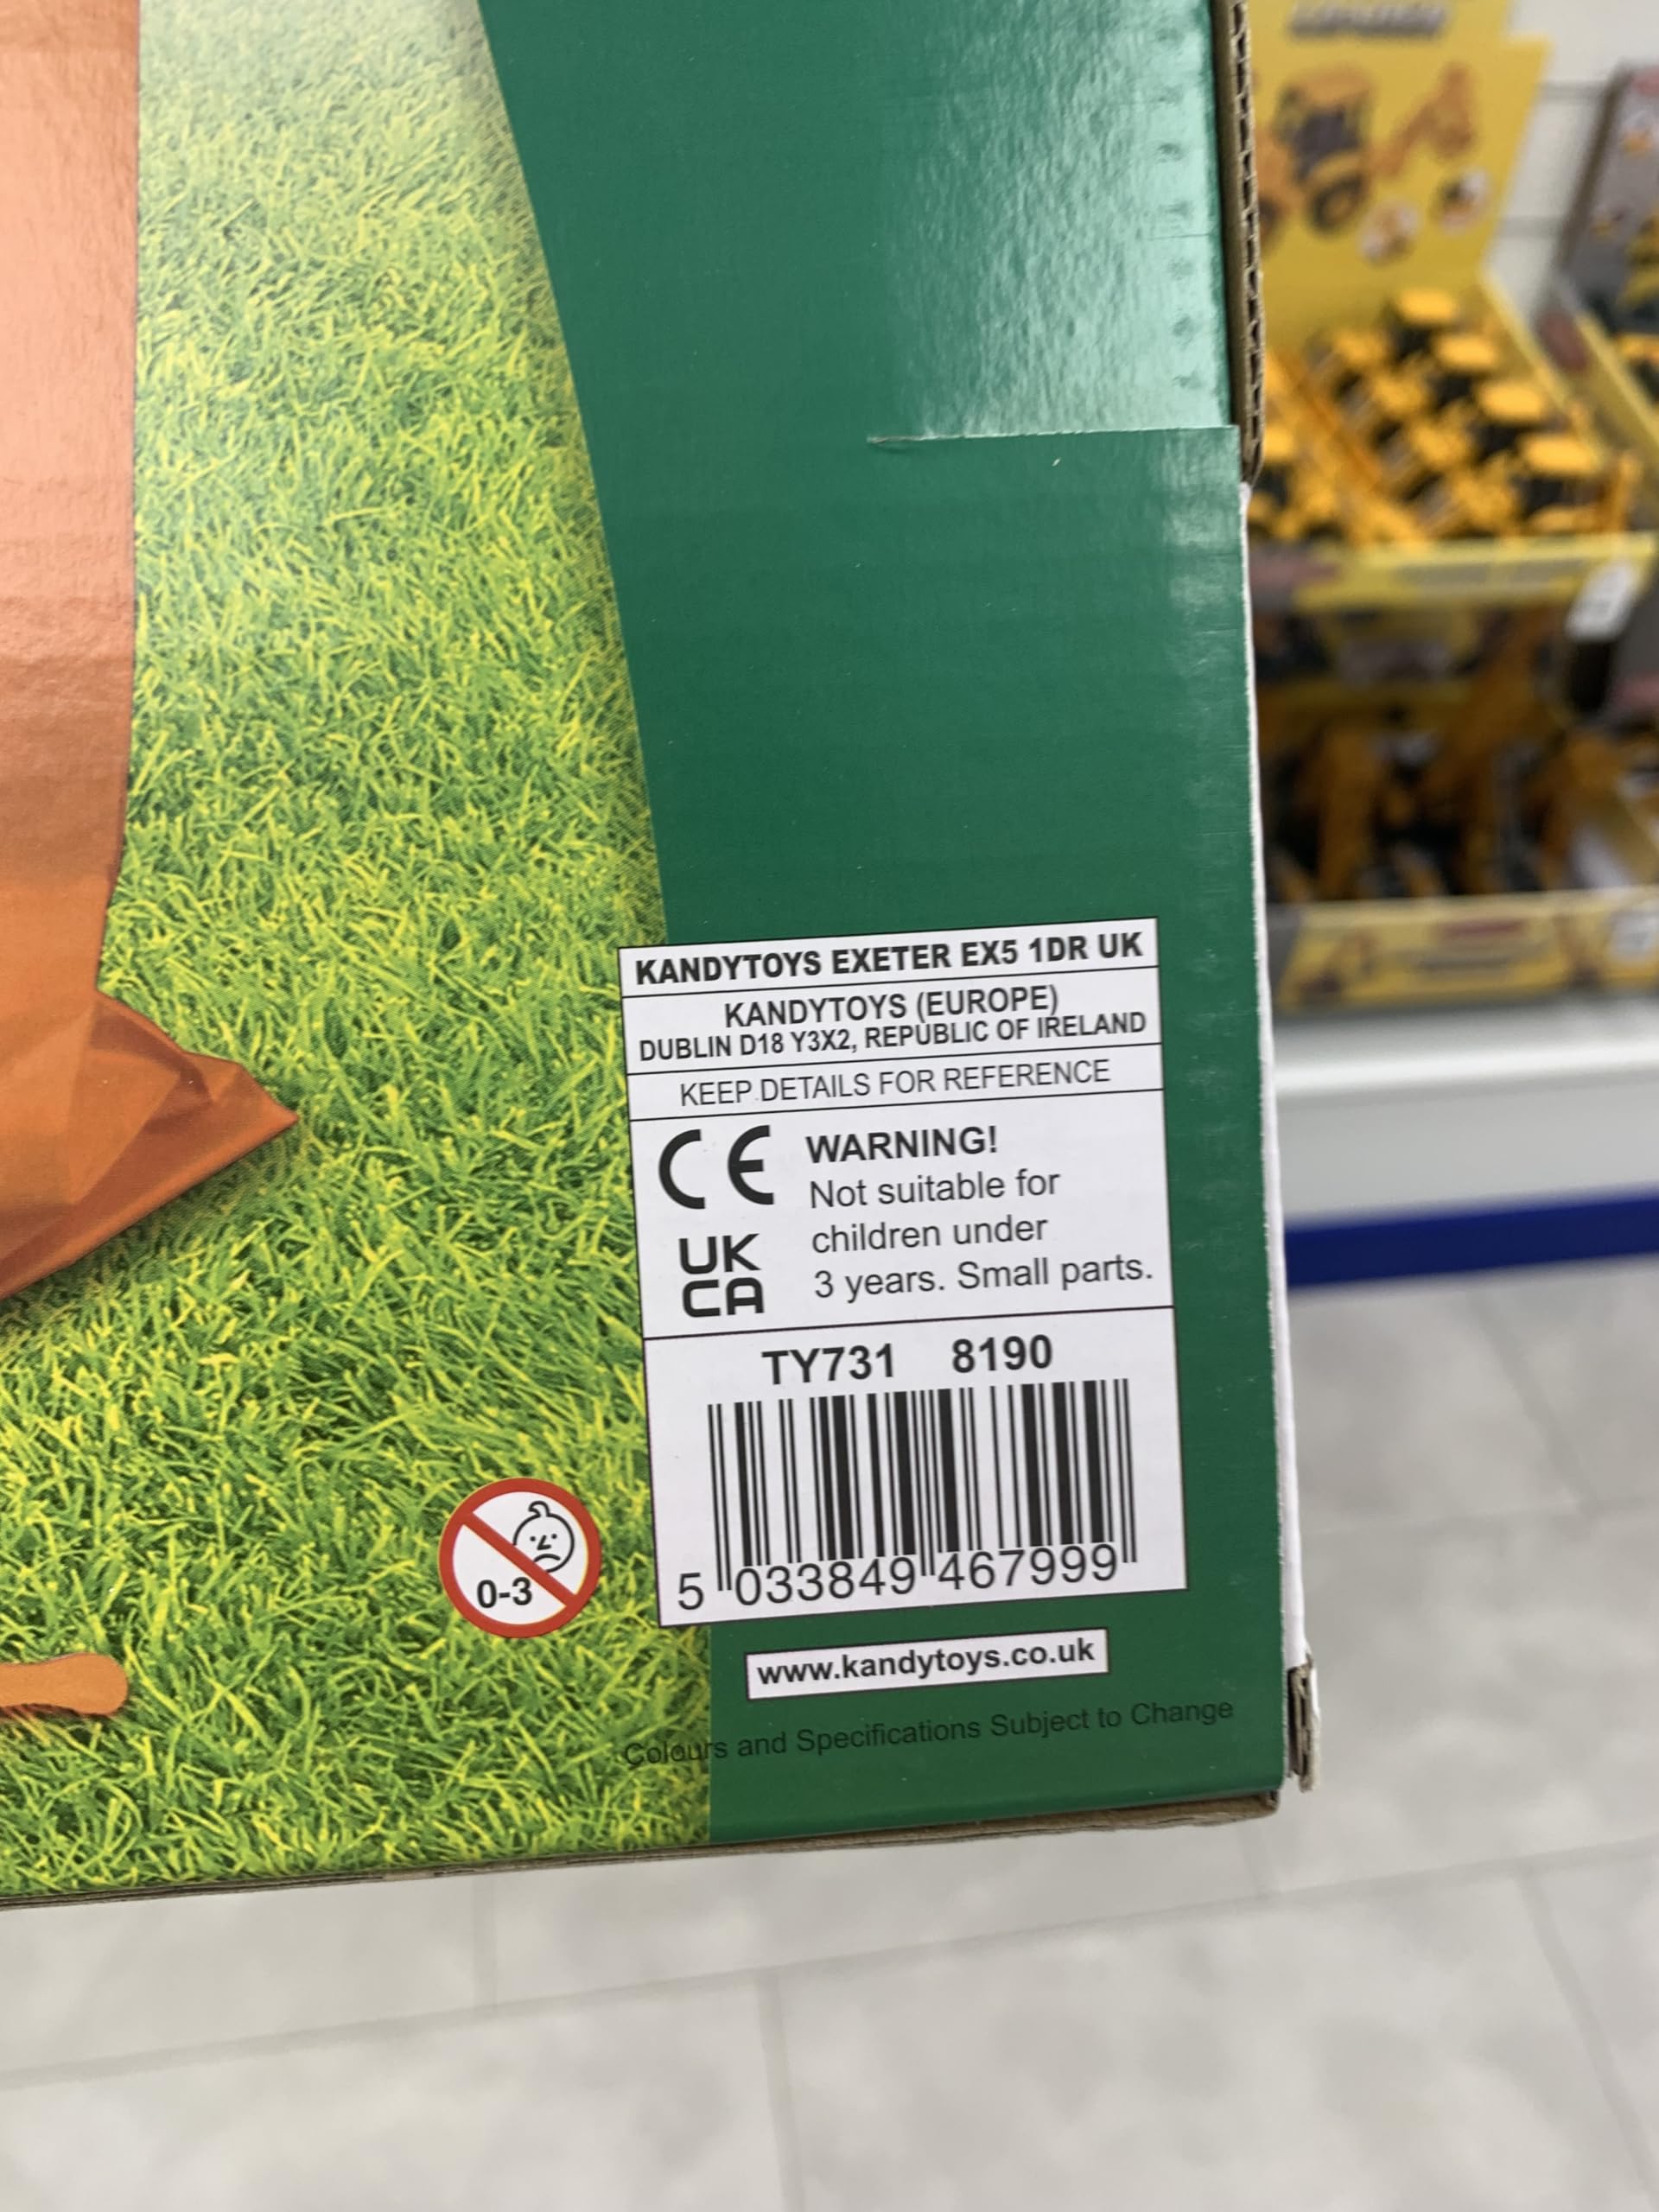 KANDYTOYS EXETER EX5 1DR UK
KANDYTOYS (EUROPE)
DUBLIN D18 Y3X2, REPUBLIC OF IRELAND
KEEP DETAILS FOR REFERENCE
CE
WARNING!
Not suitable for
children under
3 years. Small parts.
UK
CA
TY731 8190
5 033849 467999
0-3
www.kandytoys.co.uk
Colours and Specifications Subject to Change